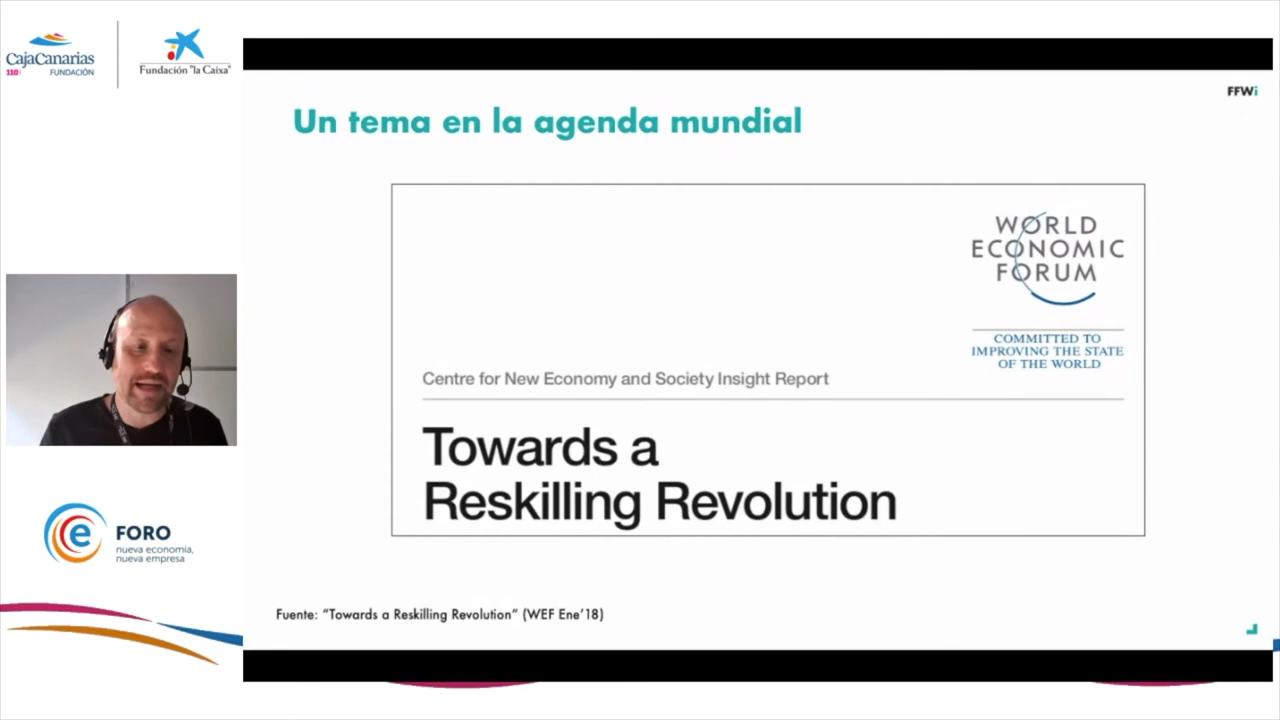 CajaCanarias
110
FUNDACIÓN
Fundación "la Caixa"
FFWi
Un tema en la agenda mundial
WORLD
ECONOMIC
FORUM
COMMITTED TO
IMPROVING THE STATE
OF THE WORLD
Centre for New Economy and Society Insight Report
Towards a
Reskilling Revolution
e FORO
nueva economía,
nueva empresa
Fuente: “Towards a Reskilling Revolution” (WEF Ene’18)